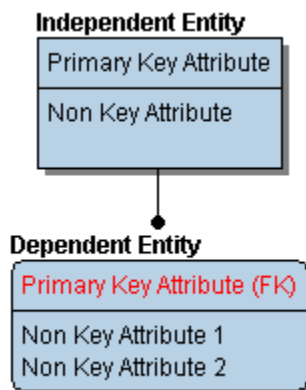 Independent Entity
Primary Key Attribute
Non Key Attribute
Dependent Entity
Primary Key Attribute (FK)
Non Key Attribute 1
Non Key Attribute 2